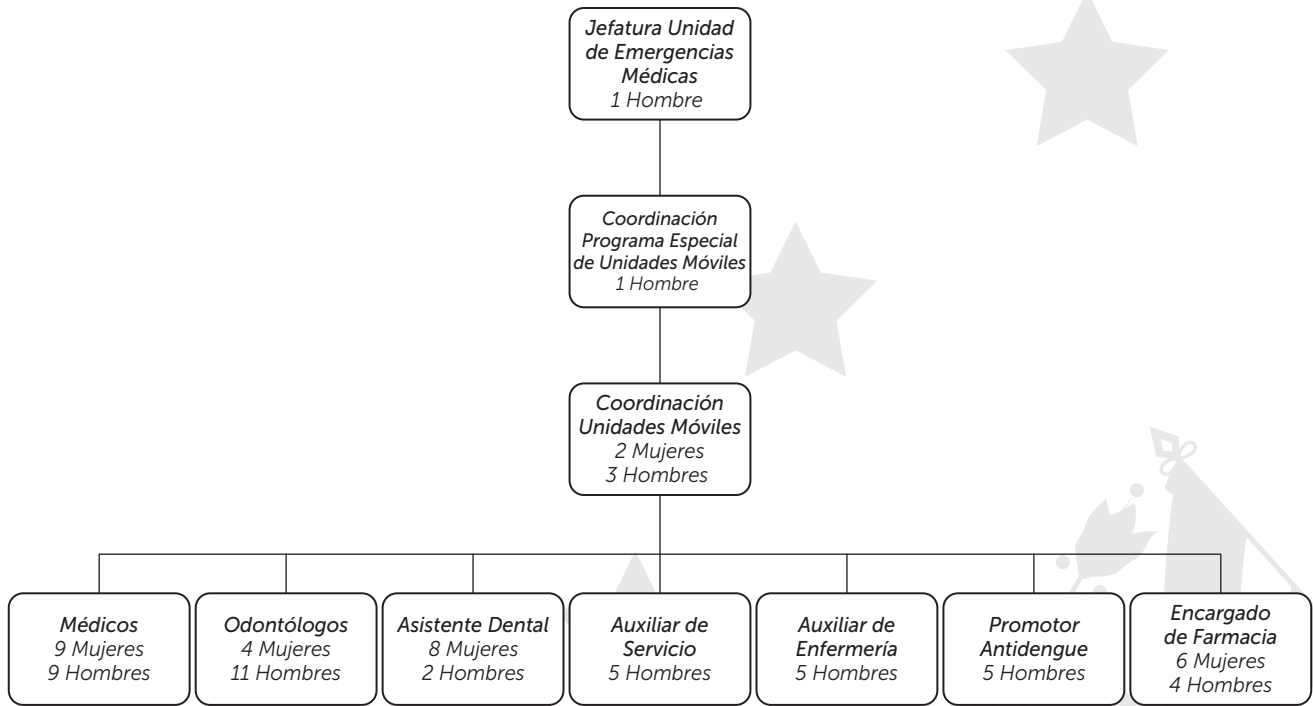 Jefatura Unidad
de Emergencias
Médicas
1 Hombre
Coordinación
Programa Especial
de Unidades Móviles
1 Hombre
Coordinación
Unidades Móviles
2 Mujeres
3 Hombres
Médicos
9 Mujeres
9 Hombres
Odontólogos
4 Mujeres
11 Hombres
Asistente Dental
8 Mujeres
2 Hombres
Auxiliar de
Servicio
5 Hombres
Auxiliar de
Enfermería
5 Hombres
Promotor
Antidengue
5 Hombres
Encargado
de Farmacia
6 Mujeres
4 Hombres